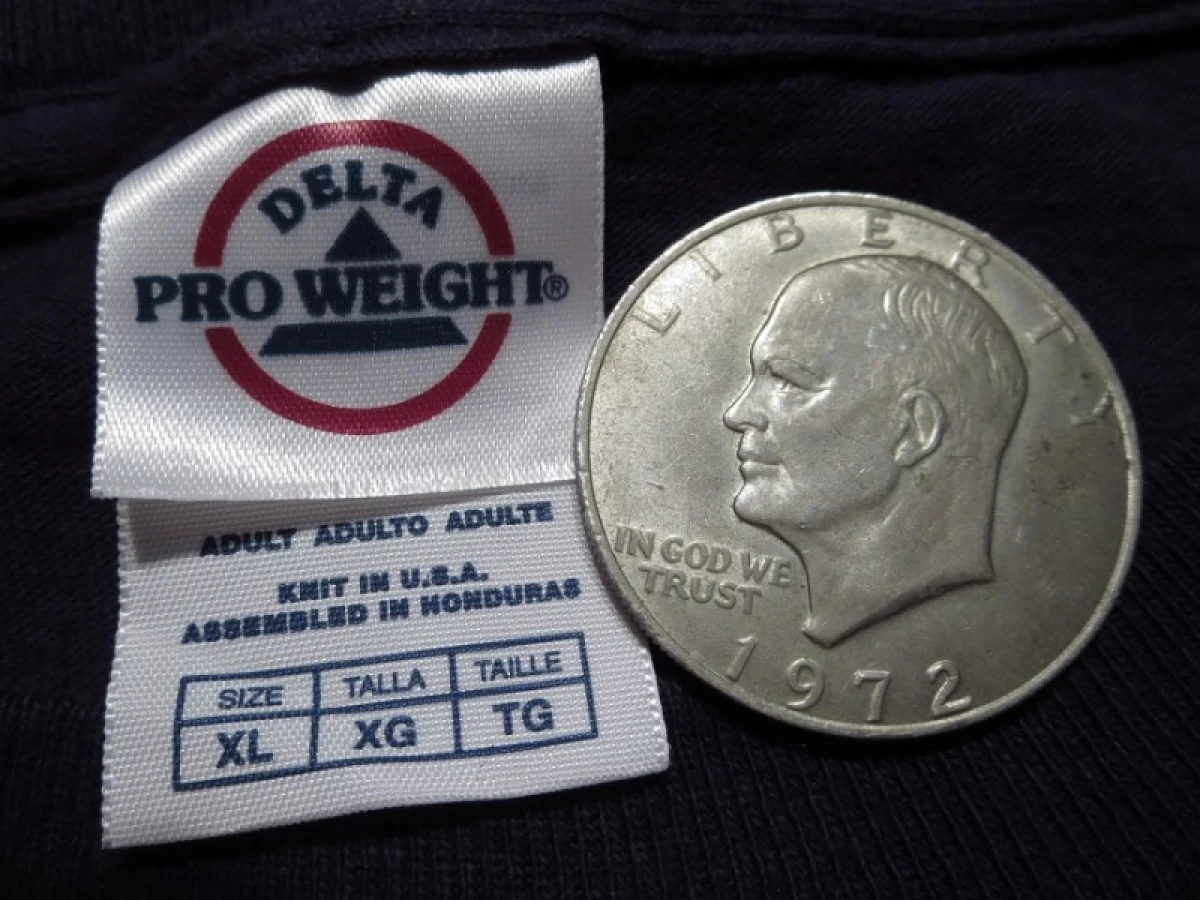 DELTA
PRO WEIGHT®
ADULT ADULTO ADULTE
KNIT IN U.S.A.
ASSEMBLED IN HONDURAS
SIZE TALLA TAILLE
XL XG TG
LIBERTY
IN GOD WE
TRUST
1972